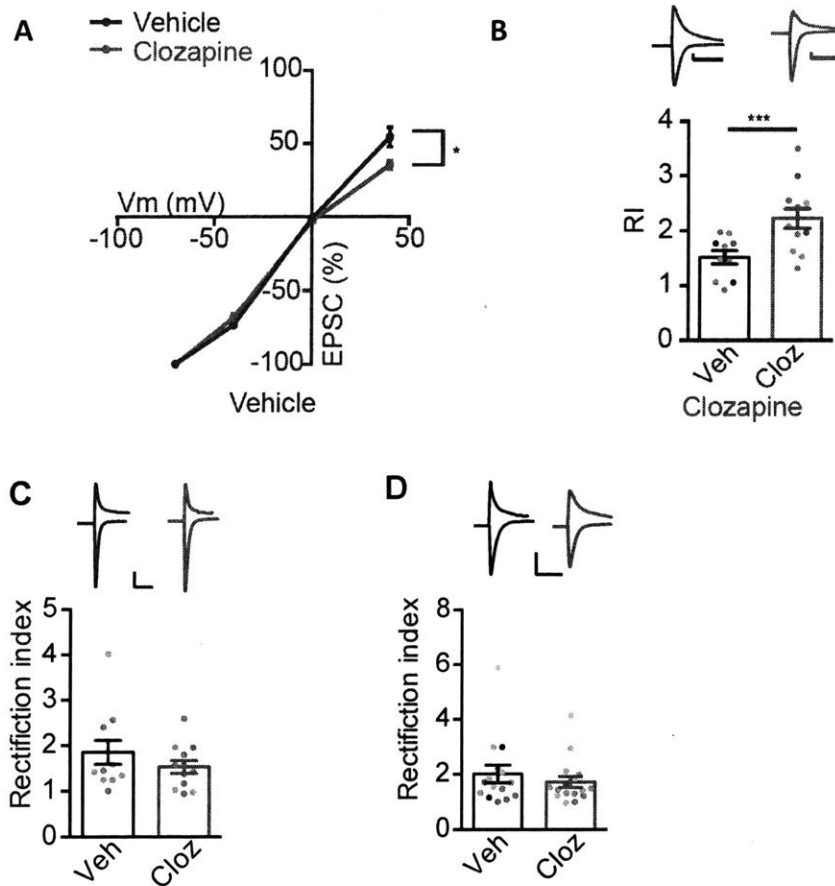 A
Vehicle
Clozapine
100
50
Vm (mV)
-100
-50
0
50
*
-50
-100
EPSC (%)
Vehicle
B
***
4
3
2
1
0
RI
Veh
Cloz
Clozapine
C
5
4
3
2
1
0
Rectifiction index
Veh
Cloz
D
8
6
4
2
0
Rectifiction index
Veh
Cloz